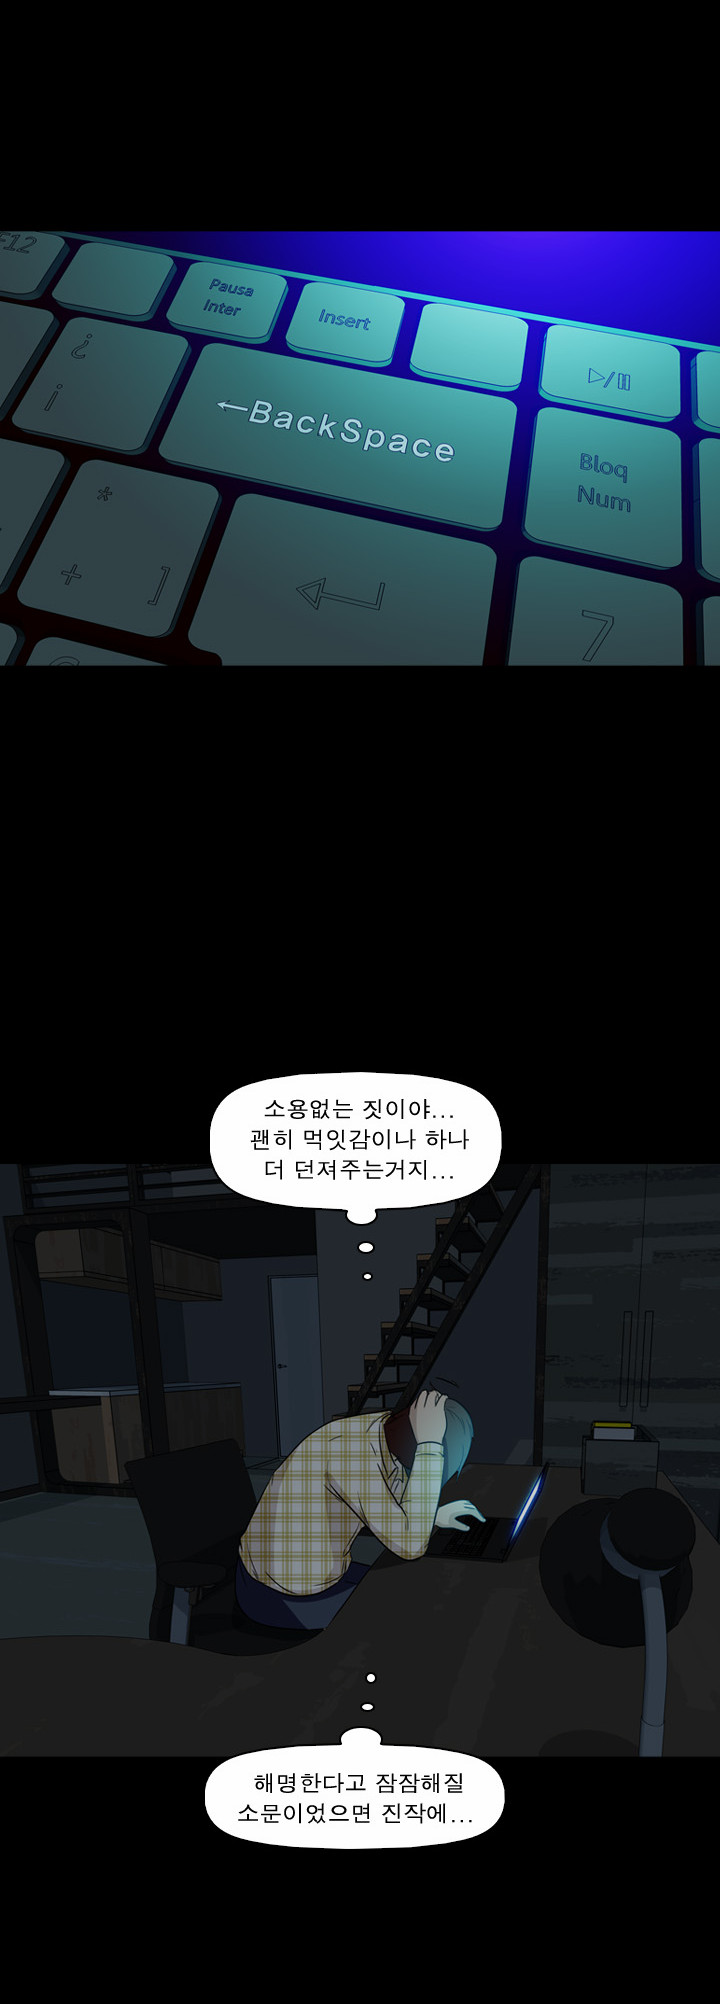 F12
Pausa
Inter
Insert
▷/II
¿
¡
←BackSpace
Bloq
Num
*
+ ]
7
소용없는 짓이야...
괜히 먹잇감이나 하나
더 던져주는거지...
해명한다고 잠잠해질
소문이었으면 진작에...